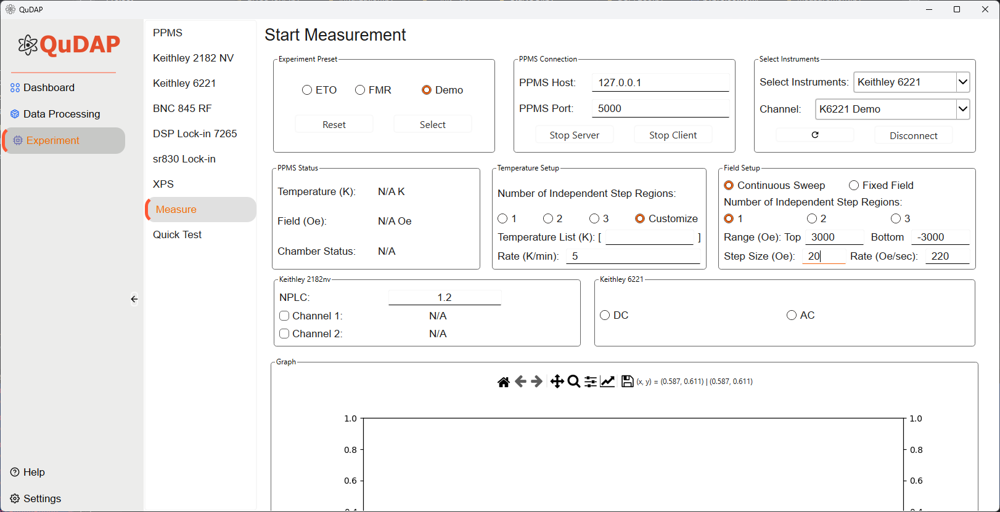 QuDAP
QuDAP
Dashboard
Data Processing
Experiment
Help
Settings
PPMS
Keithley 2182 NV
Keithley 6221
BNC 845 RF
DSP Lock-in 7265
sr830 Lock-in
XPS
Measure
Quick Test
Start Measurement
Experiment Preset
ETO FMR Demo
Reset Select
PPMS Connection
PPMS Host: 127.0.0.1
PPMS Port: 5000
Stop Server Stop Client
Select Instruments
Select Instruments: Keithley 6221
Channel: K6221 Demo
Disconnect
PPMS Status
Temperature (K): N/A K
Field (Oe): N/A Oe
Chamber Status: N/A
Temperature Setup
Number of Independent Step Regions:
1 2 3 Customize
Temperature List (K): [ ]
Rate (K/min): 5
Field Setup
Continuous Sweep Fixed Field
Number of Independent Step Regions:
1 2 3
Range (Oe): Top 3000 Bottom -3000
Step Size (Oe): 20 Rate (Oe/sec): 220
Keithley 2182nv
NPLC: 1.2
Channel 1: N/A
Channel 2: N/A
Keithley 6221
DC AC
Graph
(x, y) = (0.587, 0.611) | (0.587, 0.611)
1.0 1.0
0.8 0.8
0.6 0.6
0.4 0.4